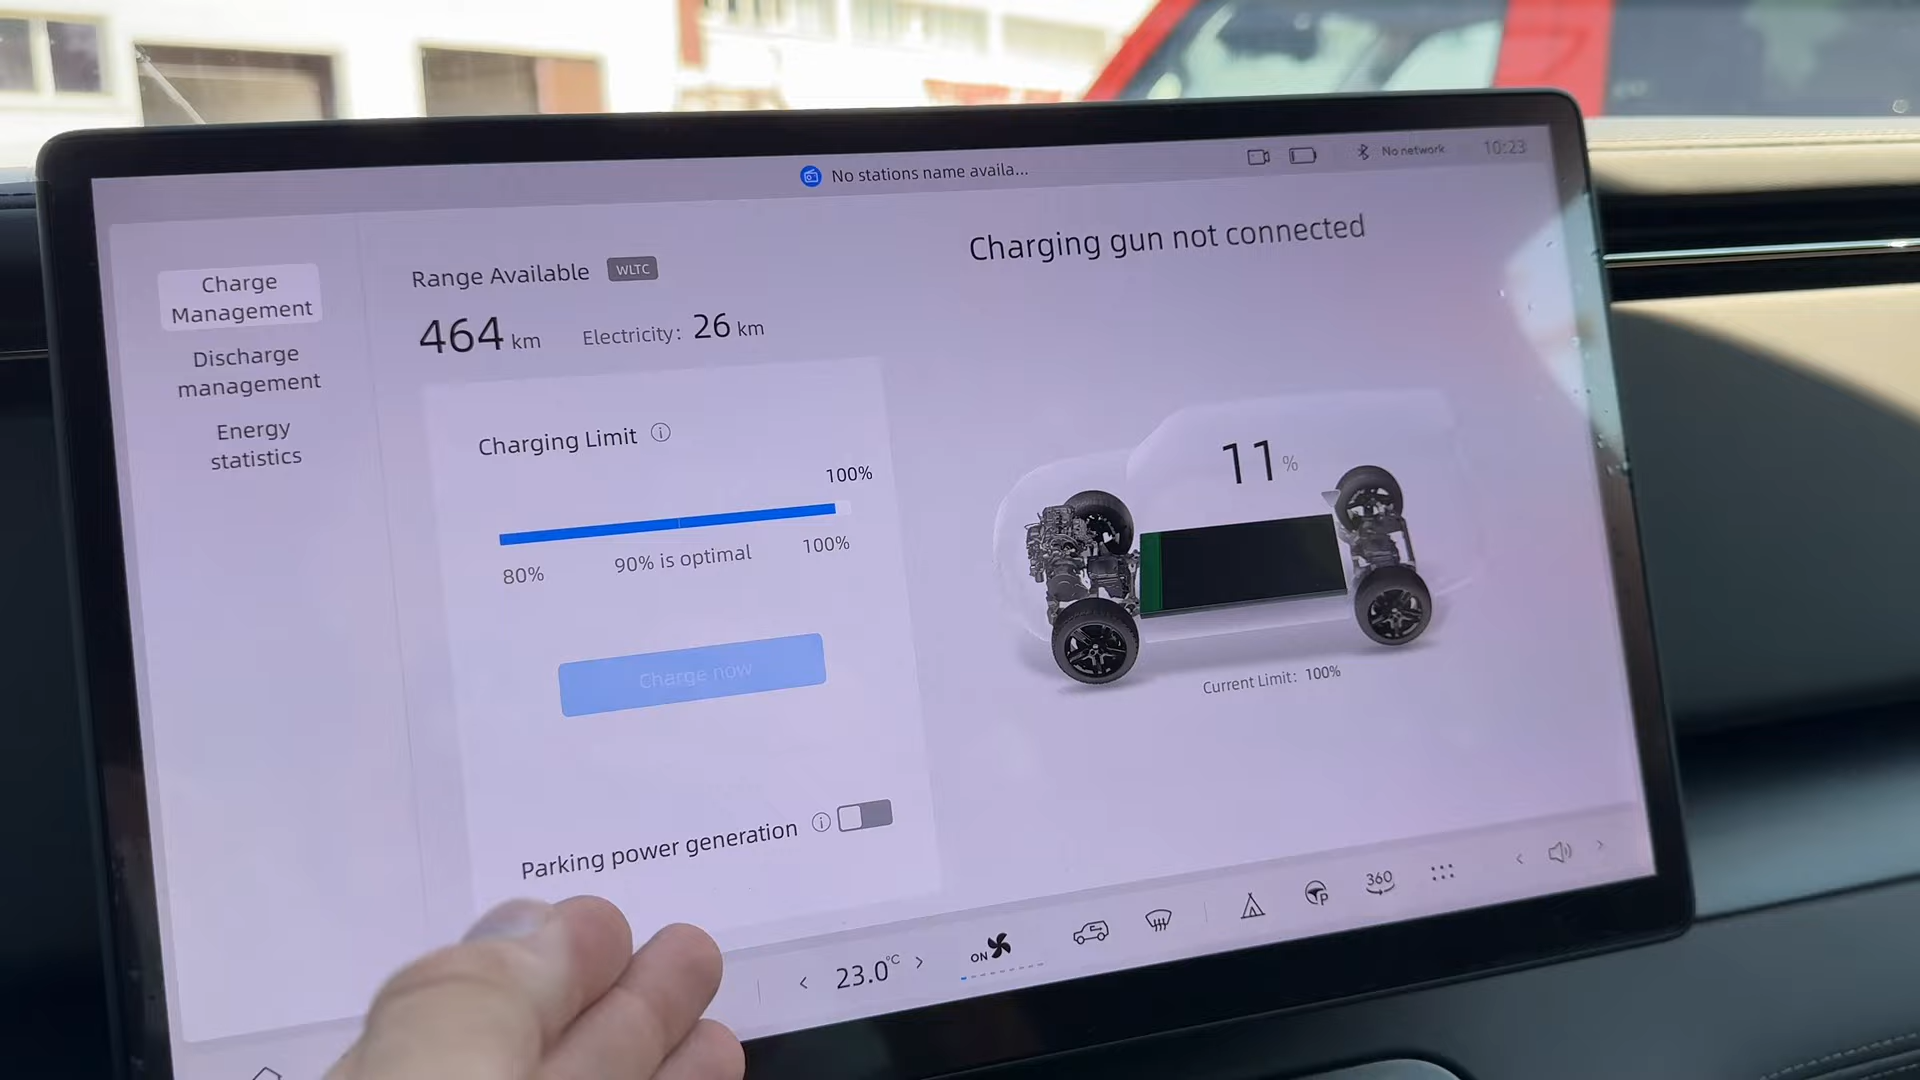 No stations name availa...
No network
10:23
Charge
Management
Discharge
management
Energy
statistics
Range Available WLTC
464 km Electricity: 26 km
Charging Limit
100%
80% 90% is optimal 100%
Charge now
Parking power generation
Charging gun not connected
11%
Current Limit: 100%
23.0°C
ON
P
360